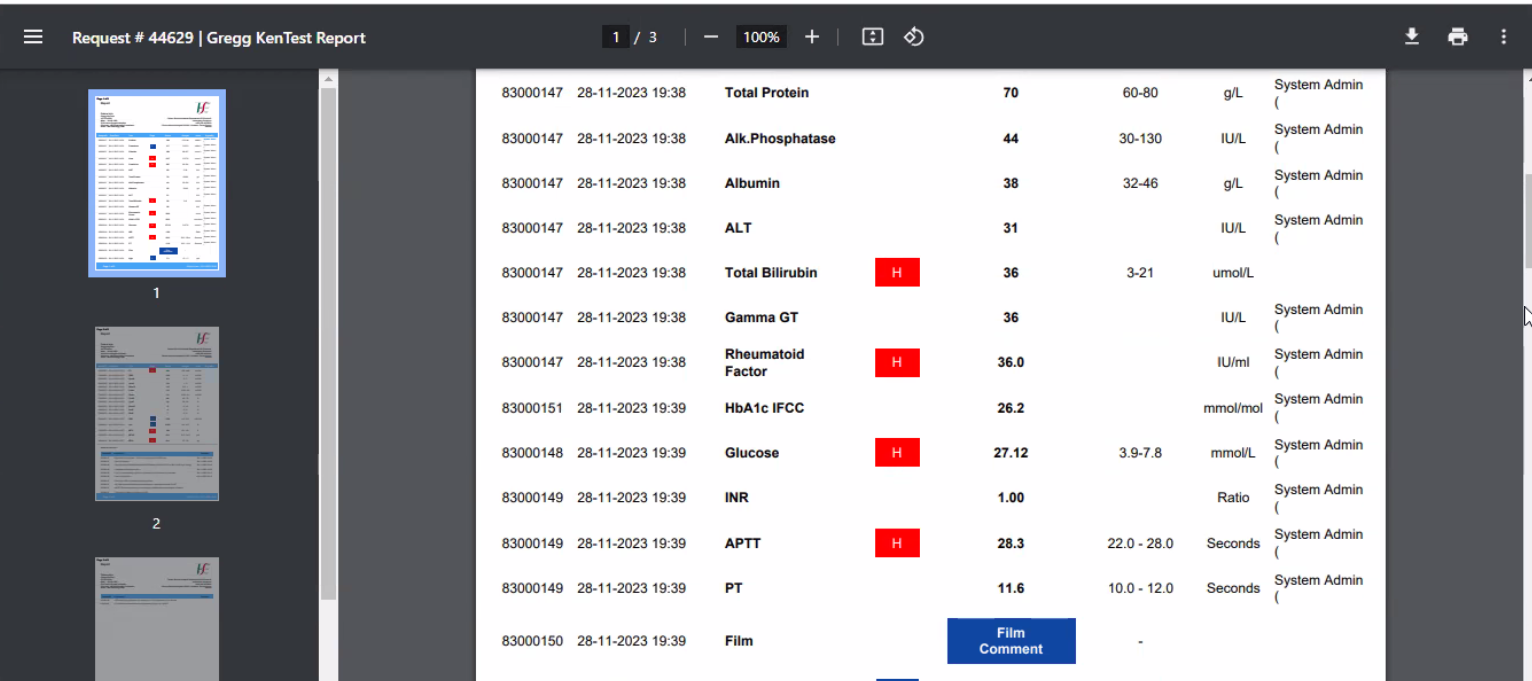 Request # 44629 | Gregg KenTest Report
1 / 3
100%
83000147 28-11-2023 19:38 Total Protein 70 60-80 g/L System Admin (
83000147 28-11-2023 19:38 Alk.Phosphatase 44 30-130 IU/L System Admin (
83000147 28-11-2023 19:38 Albumin 38 32-46 g/L System Admin (
83000147 28-11-2023 19:38 ALT 31 IU/L System Admin (
83000147 28-11-2023 19:38 Total Bilirubin H 36 3-21 umol/L
83000147 28-11-2023 19:38 Gamma GT 36 IU/L System Admin (
83000147 28-11-2023 19:38 Rheumatoid Factor H 36.0 IU/ml System Admin (
83000151 28-11-2023 19:39 HbA1c IFCC 26.2 mmol/mol System Admin (
83000148 28-11-2023 19:39 Glucose H 27.12 3.9-7.8 mmol/L System Admin (
83000149 28-11-2023 19:39 INR 1.00 Ratio System Admin (
83000149 28-11-2023 19:39 APTT H 28.3 22.0 - 28.0 Seconds System Admin (
83000149 28-11-2023 19:39 PT 11.6 10.0 - 12.0 Seconds System Admin (
83000150 28-11-2023 19:39 Film Film Comment -
1
2